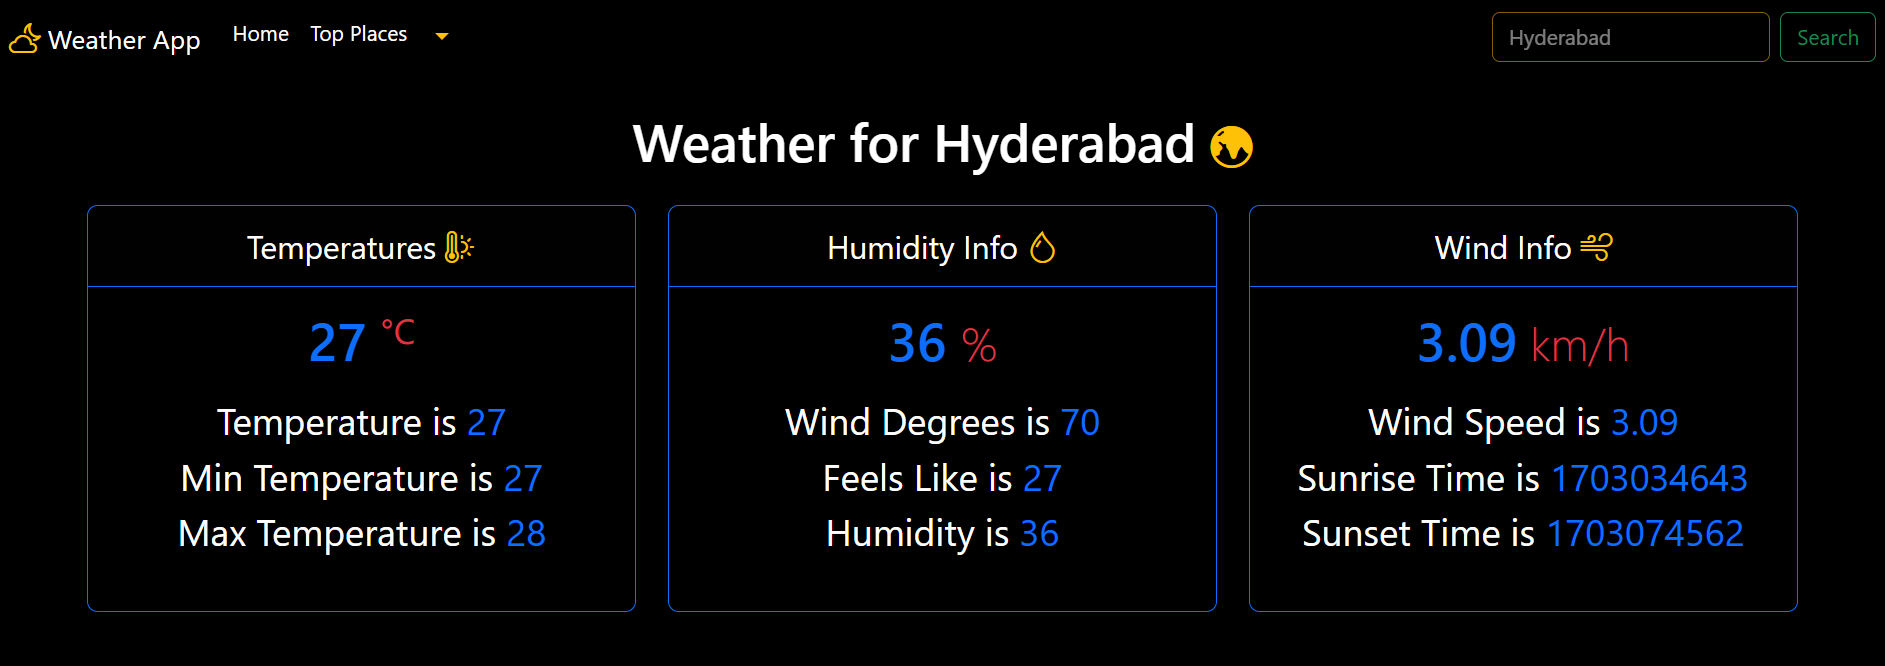 Weather App
Home
Top Places
Hyderabad
Search
Weather for Hyderabad
Temperatures
27 °C
Temperature is 27
Min Temperature is 27
Max Temperature is 28
Humidity Info
36 %
Wind Degrees is 70
Feels Like is 27
Humidity is 36
Wind Info
3.09 km/h
Wind Speed is 3.09
Sunrise Time is 1703034643
Sunset Time is 1703074562